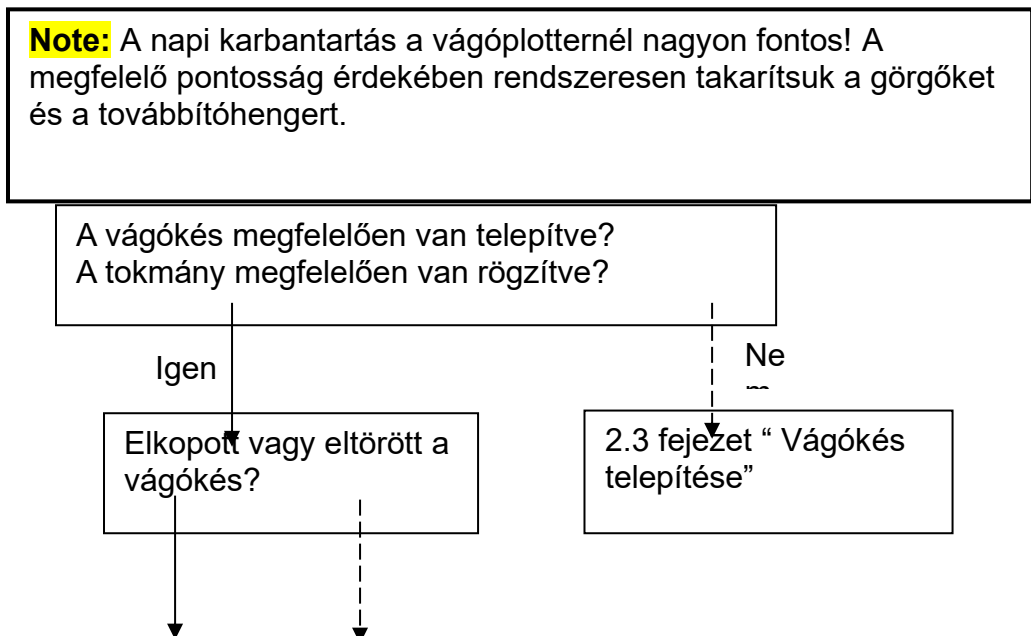 Note: A napi karbantartás a vágóplotternél nagyon fontos! A
megfelelő pontosság érdekében rendszeresen takarítsuk a görgőket
és a továbbítóhengert.
A vágókés megfelelően van telepítve?
A tokmány megfelelően van rögzítve?
Igen
Ne
Elkopott vagy eltörött a
vágókés?
2.3 fejezet “ Vágókés
telepítése”